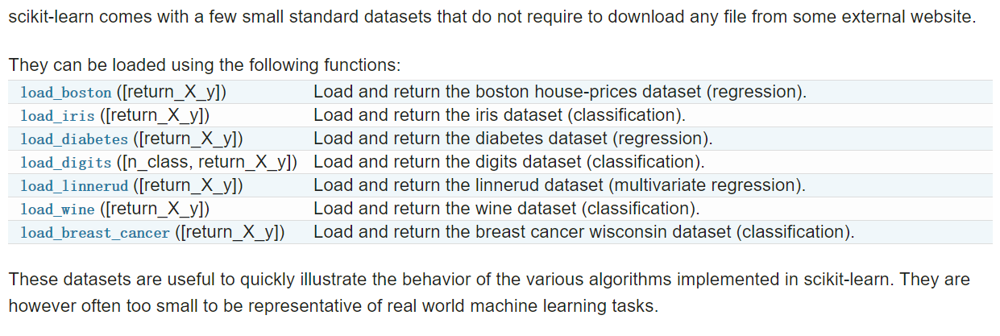 scikit-learn comes with a few small standard datasets that do not require to download any file from some external website.
They can be loaded using the following functions:
load_boston ([return_X_y]) Load and return the boston house-prices dataset (regression).
load_iris ([return_X_y]) Load and return the iris dataset (classification).
load_diabetes ([return_X_y]) Load and return the diabetes dataset (regression).
load_digits ([n_class, return_X_y]) Load and return the digits dataset (classification).
load_linnerud ([return_X_y]) Load and return the linnerud dataset (multivariate regression).
load_wine ([return_X_y]) Load and return the wine dataset (classification).
load_breast_cancer ([return_X_y]) Load and return the breast cancer wisconsin dataset (classification).
These datasets are useful to quickly illustrate the behavior of the various algorithms implemented in scikit-learn. They are
however often too small to be representative of real world machine learning tasks.